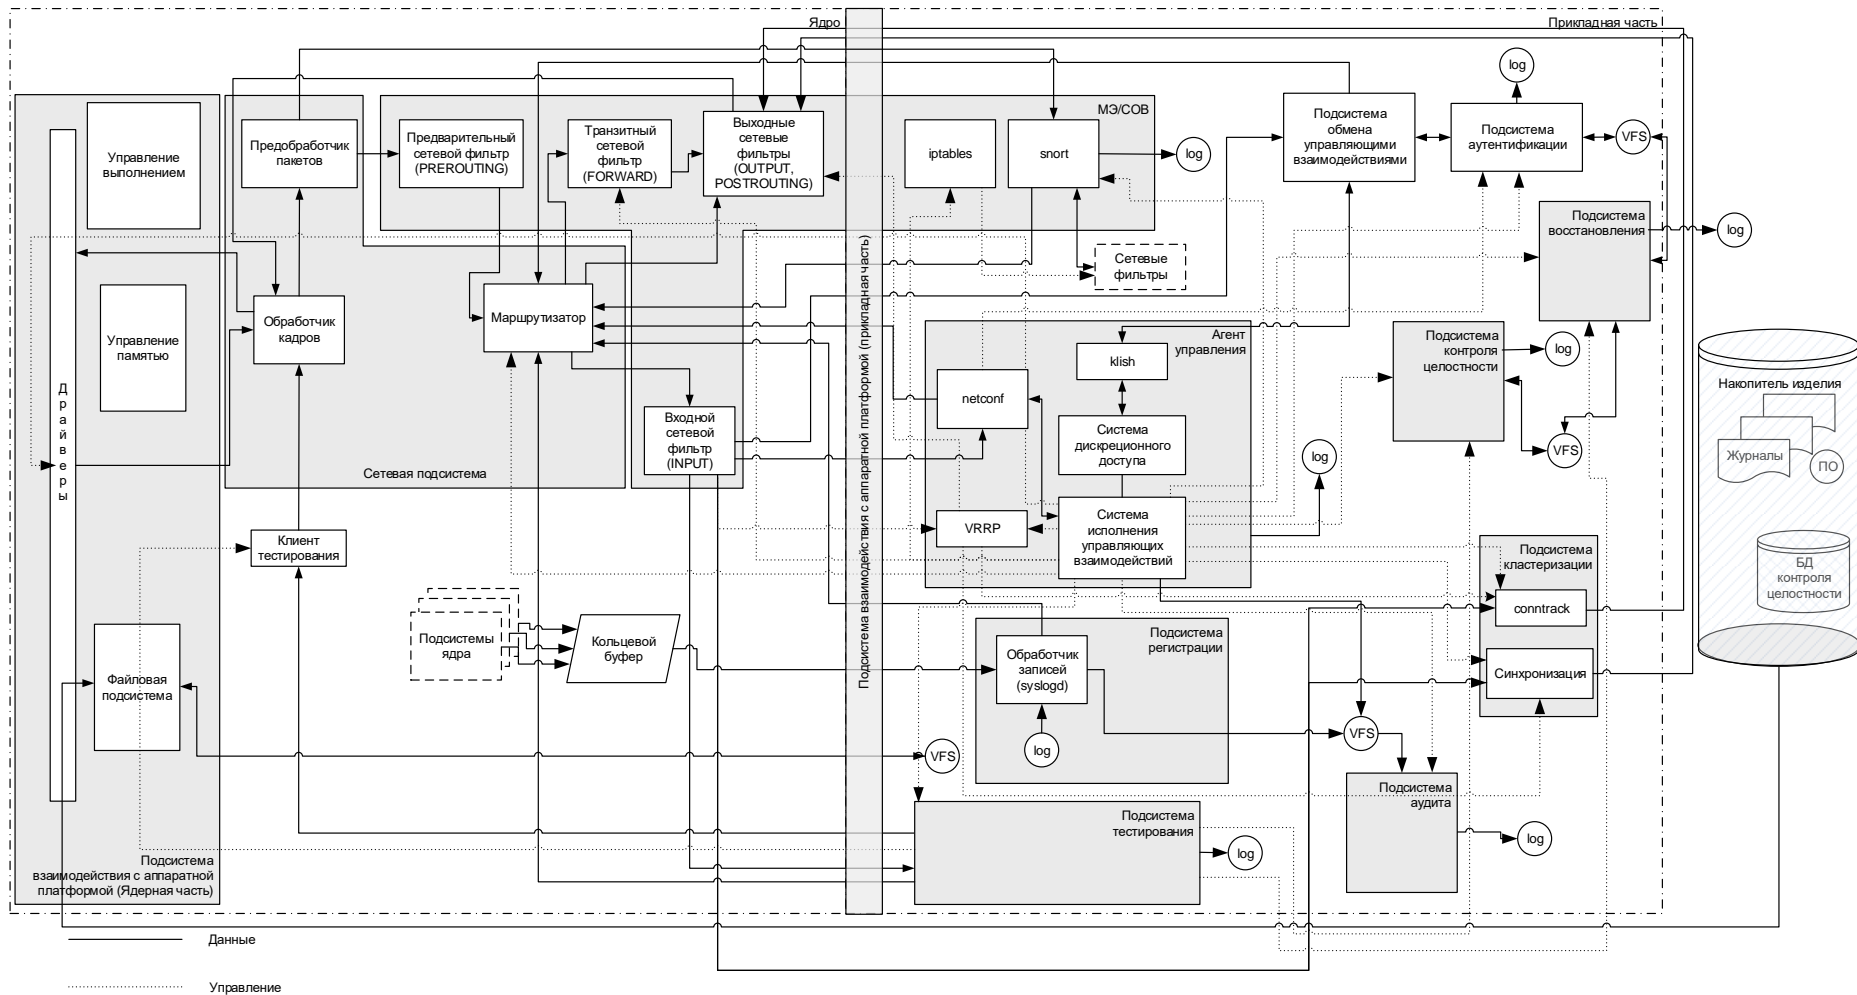 Ядро
Прикладная часть
МЭ/СОВ
Управление
выполнением
Предобработчик
пакетов
Предварительный
сетевой фильтр
(PREROUTING)
Транзитный
сетевой
фильтр
(FORWARD)
Выходные
сетевые
фильтры
(OUTPUT,
POSTROUTING)
iptables
snort
log
Подсистема
обмена
управляющими
взаимодействиями
Подсистема
аутентификации
log
VFS
Подсистема
восстановления
log
Сетевые
фильтры
Управление
памятью
Обработчик
кадров
Маршрутизатор
Драйверы
Подсистема взаимодействия с аппаратной платформой (прикладная часть)
Агент
управления
klish
netconf
Система
дискреционного
доступа
Подсистема
контроля
целостности
log
VFS
Накопитель изделия
Журналы
ПО
БД
контроля
целостности
Входной
сетевой
фильтр
(INPUT)
Сетевая подсистема
log
VRRP
Система
исполнения
управляющих
взаимодействий
Клиент
тестирования
Подсистема
кластеризации
conntrack
Синхронизация
Подсистемы
ядра
Кольцевой
буфер
Подсистема
регистрации
Обработчик
записей
(syslogd)
log
VFS
Файловая
подсистема
VFS
Подсистема
аудита
log
Подсистема
тестирования
log
Подсистема
взаимодействия с аппаратной
платформой (Ядерная часть)
Данные
Управление